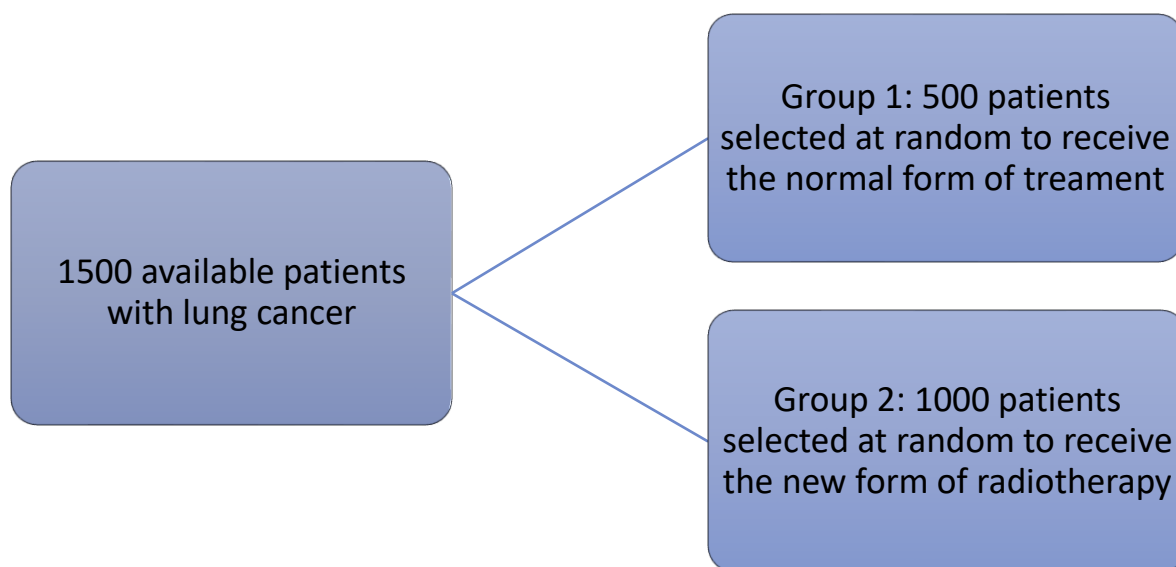 1500 available patients
with lung cancer
Group 1: 500 patients
selected at random to receive
the normal form of treament
Group 2: 1000 patients
selected at random to receive
the new form of radiotherapy